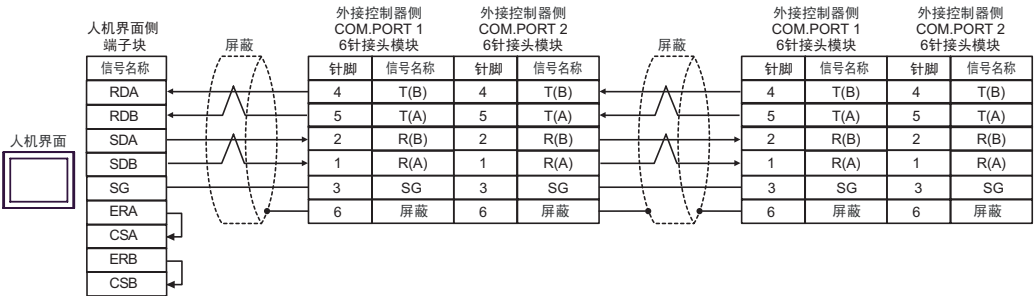 人机界面
人机界面侧
端子块
信号名称
RDA
RDB
SDA
SDB
SG
ERA
CSA
ERB
CSB
屏蔽
外接控制器侧
COM.PORT 1
6针接头模块
外接控制器侧
COM.PORT 2
6针接头模块
针脚 信号名称 针脚 信号名称
4 T(B) 4 T(B)
5 T(A) 5 T(A)
2 R(B) 2 R(B)
1 R(A) 1 R(A)
3 SG 3 SG
6 屏蔽 6 屏蔽
屏蔽
外接控制器侧
COM.PORT 1
6针接头模块
外接控制器侧
COM.PORT 2
6针接头模块
针脚 信号名称 针脚 信号名称
4 T(B) 4 T(B)
5 T(A) 5 T(A)
2 R(B) 2 R(B)
1 R(A) 1 R(A)
3 SG 3 SG
6 屏蔽 6 屏蔽